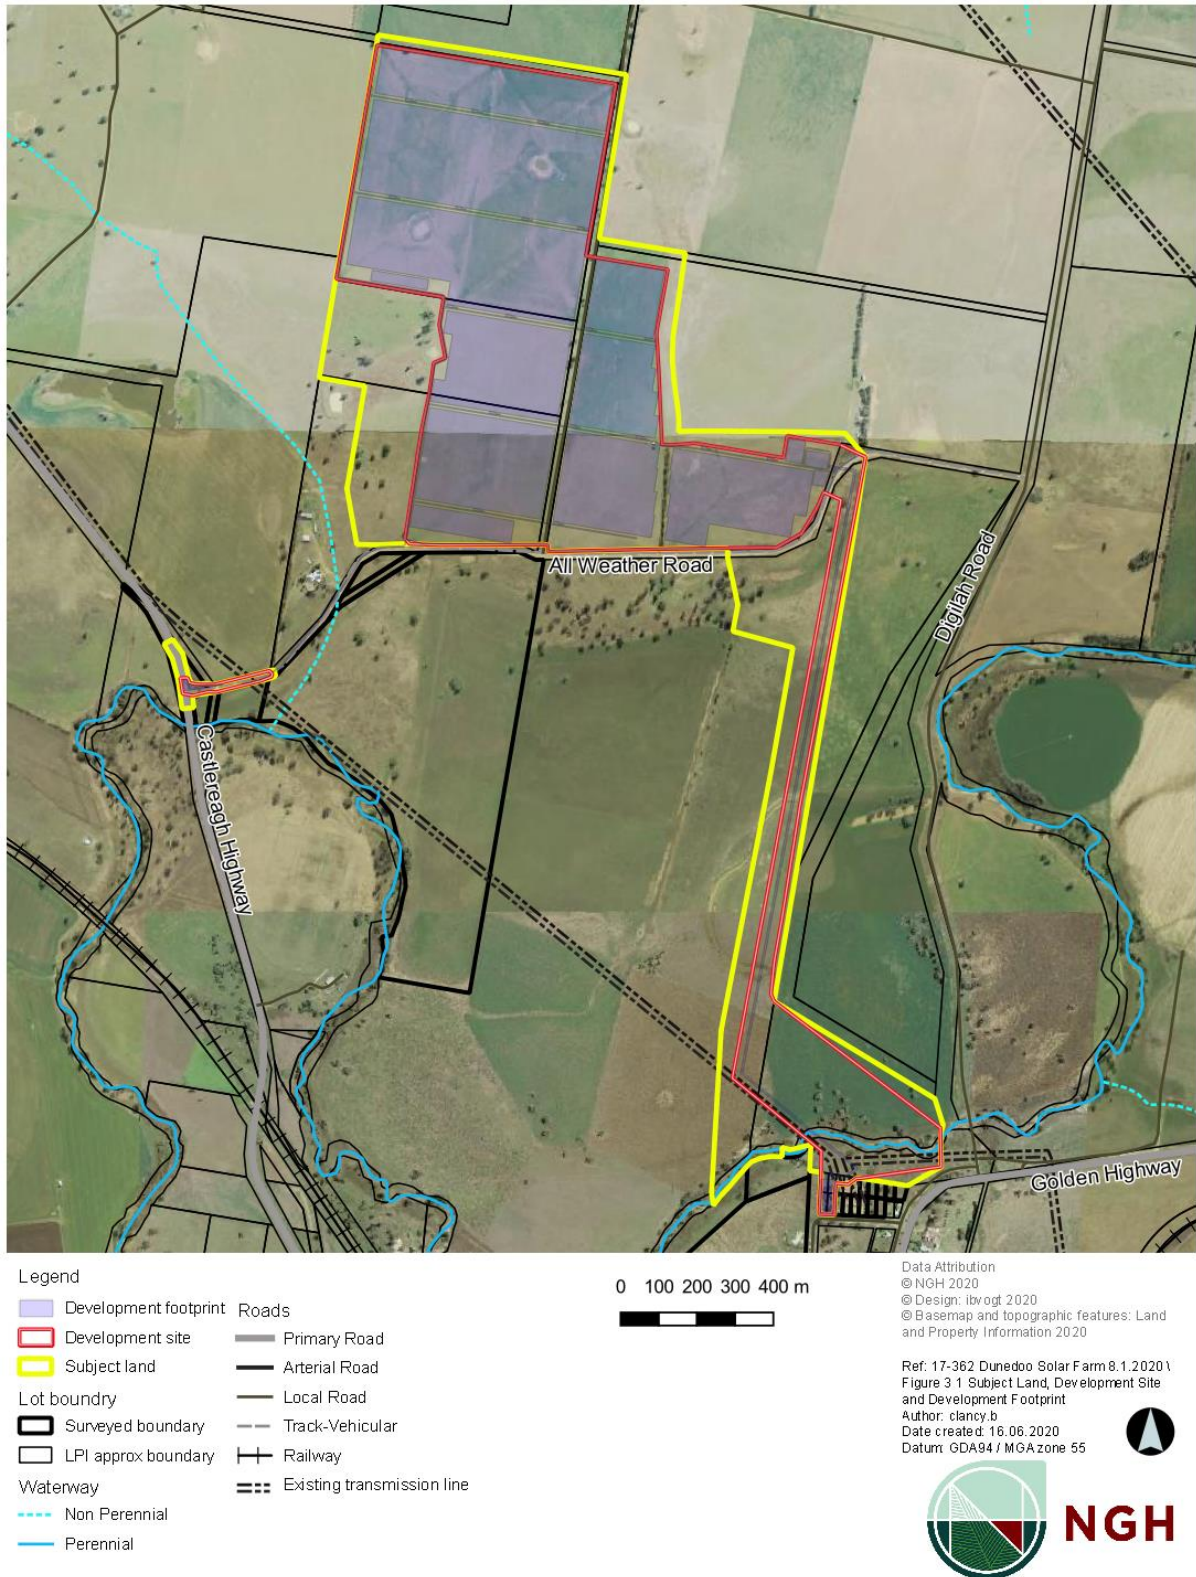 All Weather Road
Digilah Road
Castlereagh Highway
Golden Highway
Legend
Development footprint
Development site
Subject land
Lot boundry
Surveyed boundary
LPI approx boundary
Waterway
Non Perennial
Perennial
Roads
Primary Road
Arterial Road
Local Road
Track-Vehicular
Railway
Existing transmission line
0 100 200 300 400 m
Data Attribution
© NGH 2020
© Design: ibvogt 2020
© Basemap and topographic features: Land
and Property Information 2020
Ref: 17-362 Dunedoo Solar Farm 8.1.2020 \
Figure 3 1 Subject Land, Development Site
and Development Footprint
Author: clancy.b
Date created: 16.06.2020
Datum: GDA94 / MGA zone 55
NGH